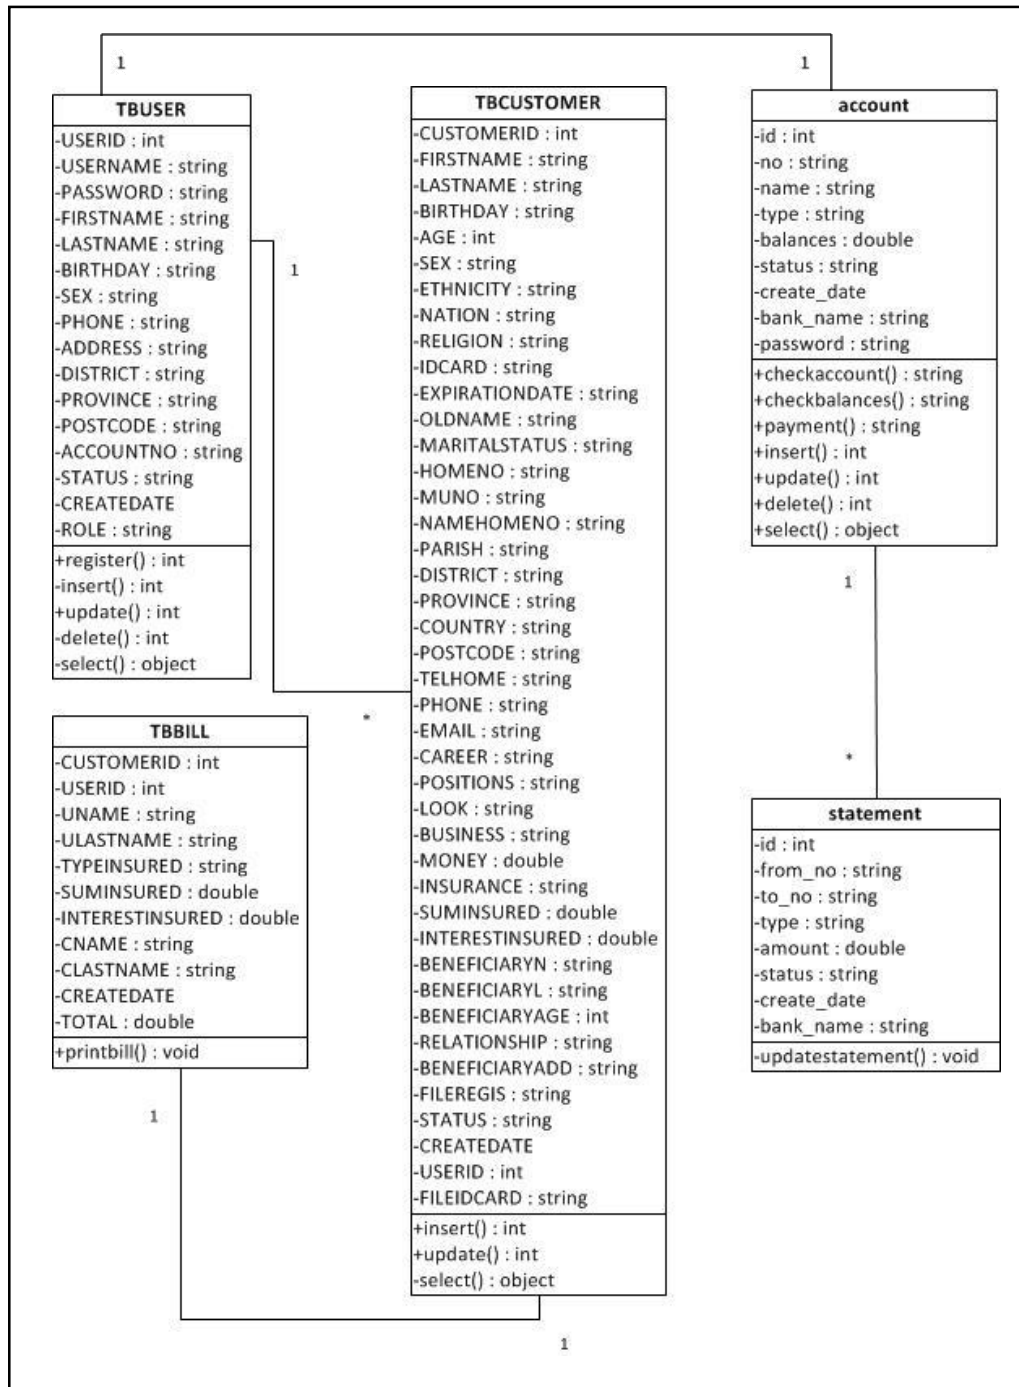 1
1
TBUSER
-USERID : int
-USERNAME : string
-PASSWORD : string
-FIRSTNAME : string
-LASTNAME : string
-BIRTHDAY : string
-SEX : string
-PHONE : string
-ADDRESS : string
-DISTRICT : string
-PROVINCE : string
-POSTCODE : string
-ACCOUNTNO : string
-STATUS : string
-CREATEDATE
-ROLE : string
+register() : int
-insert() : int
+update() : int
-delete() : int
-select() : object
1
*
TBCUSTOMER
-CUSTOMERID : int
-FIRSTNAME : string
-LASTNAME : string
-BIRTHDAY : string
-AGE : int
-SEX : string
-ETHNICITY : string
-NATION : string
-RELIGION : string
-IDCARD : string
-EXPIRATIONDATE : string
-OLDNAME : string
-MARITALSTATUS : string
-HOMENO : string
-MUNO : string
-NAMEHOMENO : string
-PARISH : string
-DISTRICT : string
-PROVINCE : string
-COUNTRY : string
-POSTCODE : string
-TELHOME : string
-PHONE : string
-EMAIL : string
-CAREER : string
-POSITIONS : string
-LOOK : string
-BUSINESS : string
-MONEY : double
-INSURANCE : string
-SUMINSURED : double
-INTERESTINSURED : double
-BENEFICIARYN : string
-BENEFICIARYL : string
-BENEFICIARYAGE : int
-RELATIONSHIP : string
-BENEFICIARYADD : string
-FILEREGIS : string
-STATUS : string
-CREATEDATE
-USERID : int
-FILEIDCARD : string
+insert() : int
+update() : int
-select() : object
account
-id : int
-no : string
-name : string
-type : string
-balances : double
-status : string
-create_date
-bank_name : string
-password : string
+checkaccount() : string
+checkbalances() : string
+payment() : string
+insert() : int
+update() : int
+delete() : int
+select() : object
1
*
statement
-id : int
-from_no : string
-to_no : string
-type : string
-amount : double
-status : string
-create_date
-bank_name : string
-updatestatement() : void
TBBILL
-CUSTOMERID : int
-USERID : int
-UNAME : string
-ULASTNAME : string
-TYPEINSURED : string
-SUMINSURED : double
-INTERESTINSURED : double
-CNAME : string
-CLASTNAME : string
-CREATEDATE
-TOTAL : double
+printbill() : void
1
1